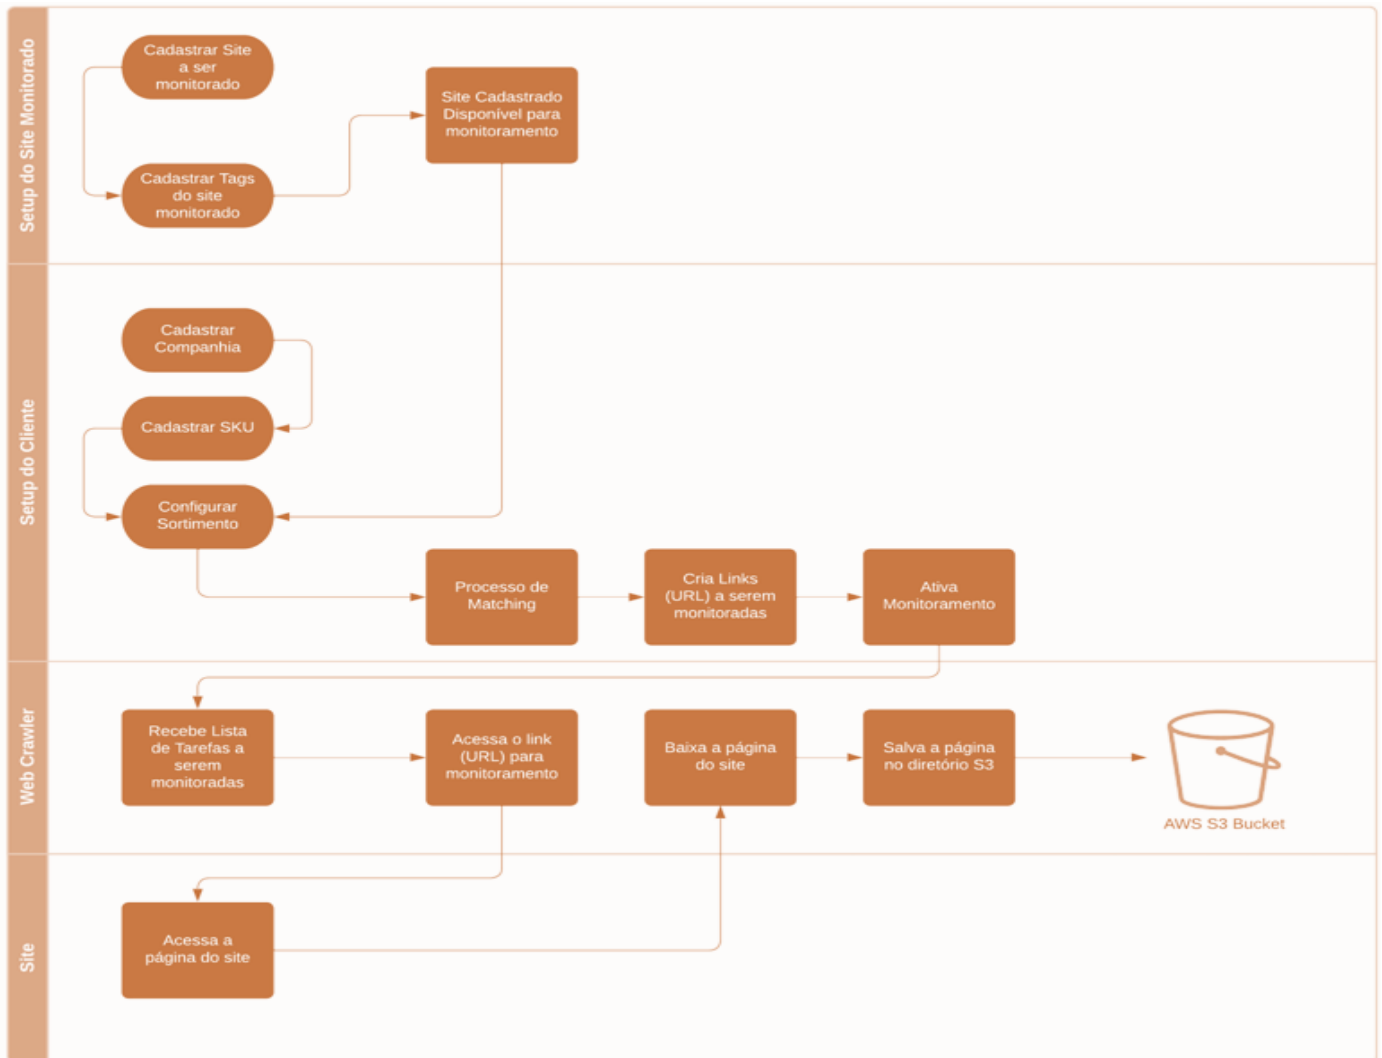 Setup do Site Monitorado
Cadastrar Site
a ser
monitorado
Site Cadastrado
Disponível para
monitoramento
Cadastrar Tags
do site
monitorado
Setup do Cliente
Cadastrar
Companhia
Cadastrar SKU
Configurar
Sortimento
Processo de
Matching
Cria Links
(URL) a serem
monitoradas
Ativa
Monitoramento
Web Crawler
Recebe Lista
de Tarefas a
serem
monitoradas
Acessa o link
(URL) para
monitoramento
Baixa a página
do site
Salva a página
no diretório S3
AWS S3 Bucket
Site
Acessa a
página do site